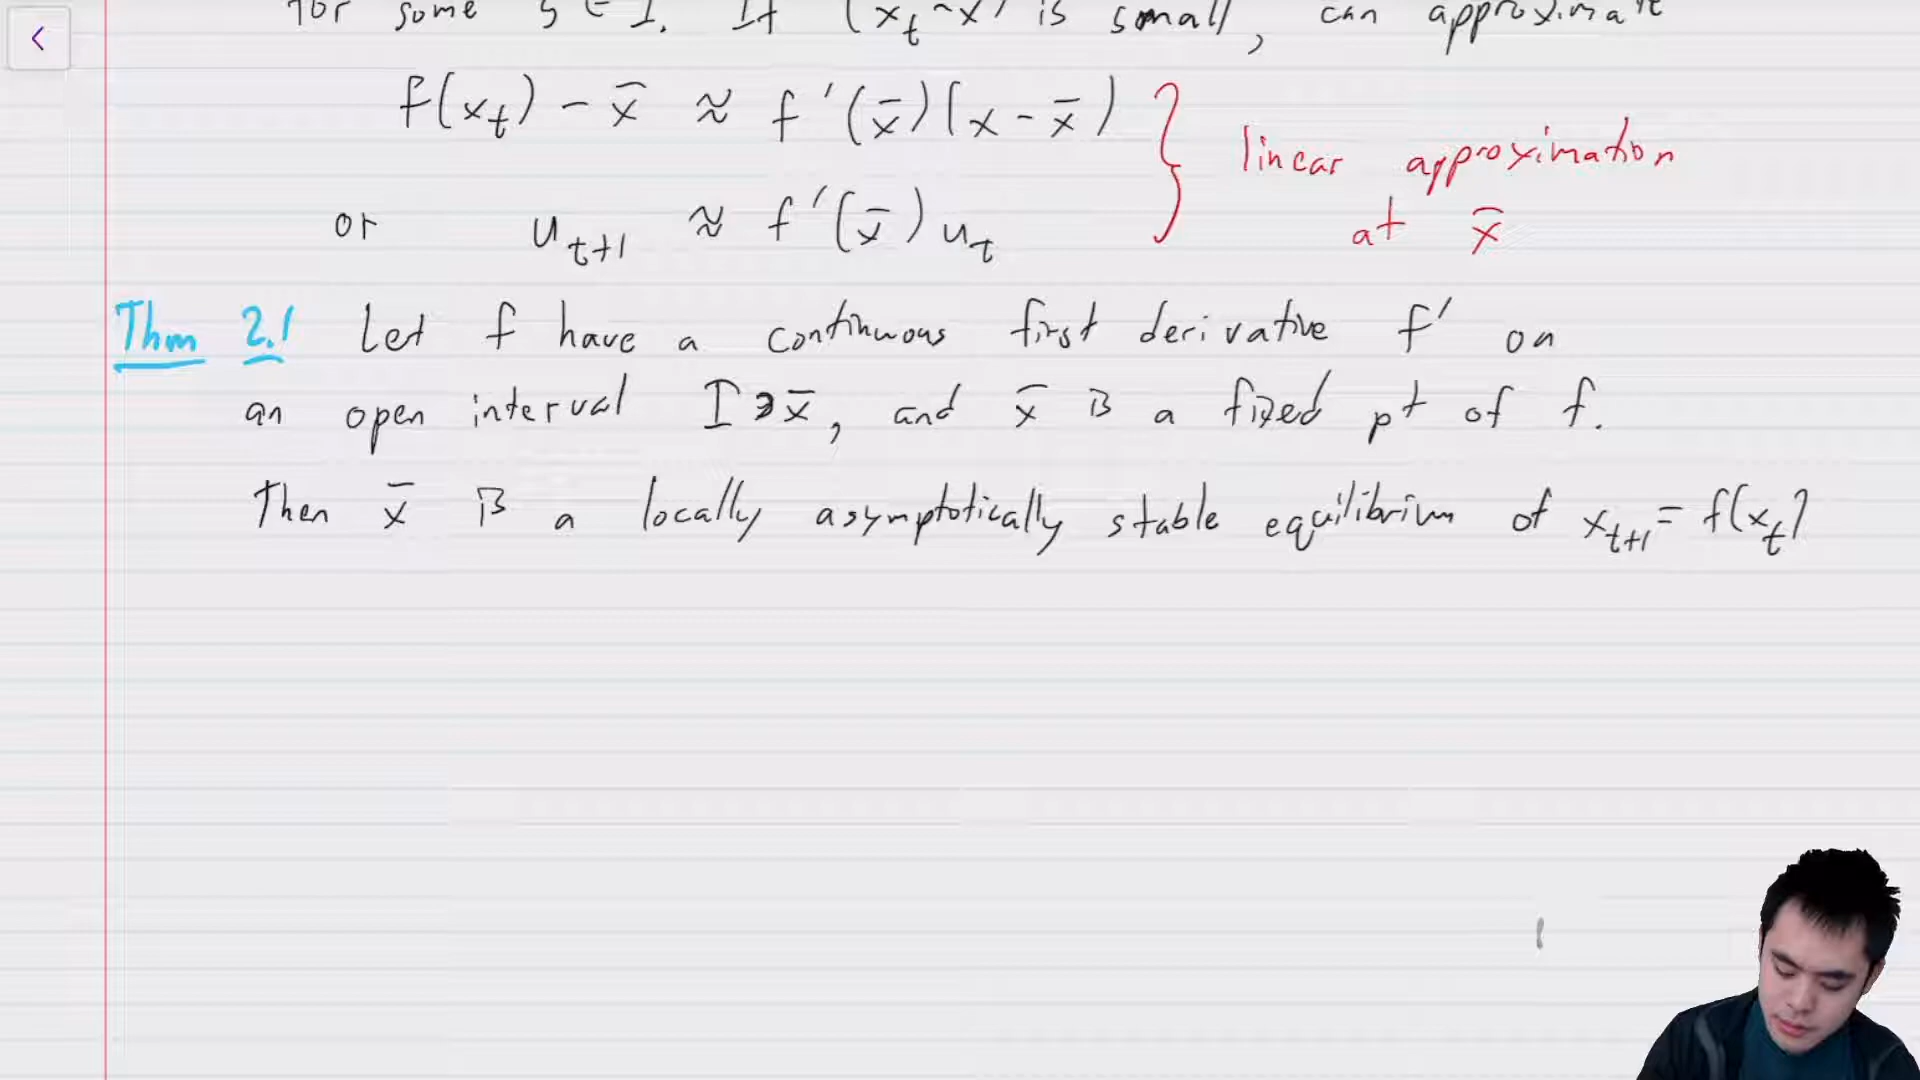 for some ξ ∈ I. If (x_t - x̄) is small, can approximate
f(x_t) - x̄ ≈ f'(x̄)(x - x̄)
or u_{t+1} ≈ f'(x̄) u_t
linear approximation
at x̄
Thm 2.1 Let f have a continuous first derivative f' on
an open interval I ∋ x̄, and x̄ is a fixed pt of f.
Then x̄ is a locally asymptotically stable equilibrium of x_{t+1} = f(x_t)